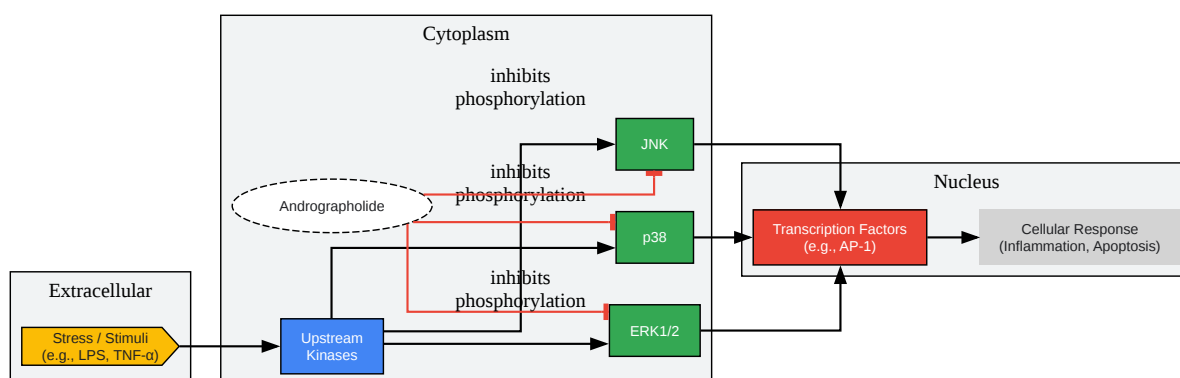 Cytoplasm
inhibits
phosphorylation
JNK
inhibits
phosphorylation
Nucleus
Andrographolide
p38
Transcription Factors
(e.g., AP-1)
Cellular Response
(Inflammation, Apoptosis)
inhibits
phosphorylation
Extracellular
Stress / Stimuli
(e.g., LPS, TNF-α)
Upstream
Kinases
ERK1/2